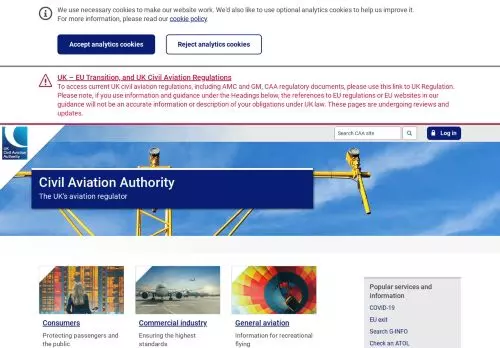 We use necessary cookies to make our website work. We'd also like to use optional analytics cookies to help us improve it.
For more information, please read our cookie policy.
Accept analytics cookies
Reject analytics cookies
UK – EU Transition, and UK Civil Aviation Regulations
To access current UK civil aviation regulations, including AMC and GM, CAA regulatory documents, please use this link to UK Regulation.
Please note, if you use information and guidance under the Headings below, the references to EU regulations or EU websites in our
guidance will not be an accurate information or description of your obligations under UK law. These pages are undergoing reviews and
updates.
Search CAA site
Log in
UK
Civil Aviation
Authority
Civil Aviation Authority
The UK's aviation regulator
Consumers
Protecting passengers and
the public
Commercial industry
Ensuring the highest
standards
General aviation
Information for recreational
flying
Popular services and
information
COVID-19
EU exit
Search G-INFO
Check an ATOL